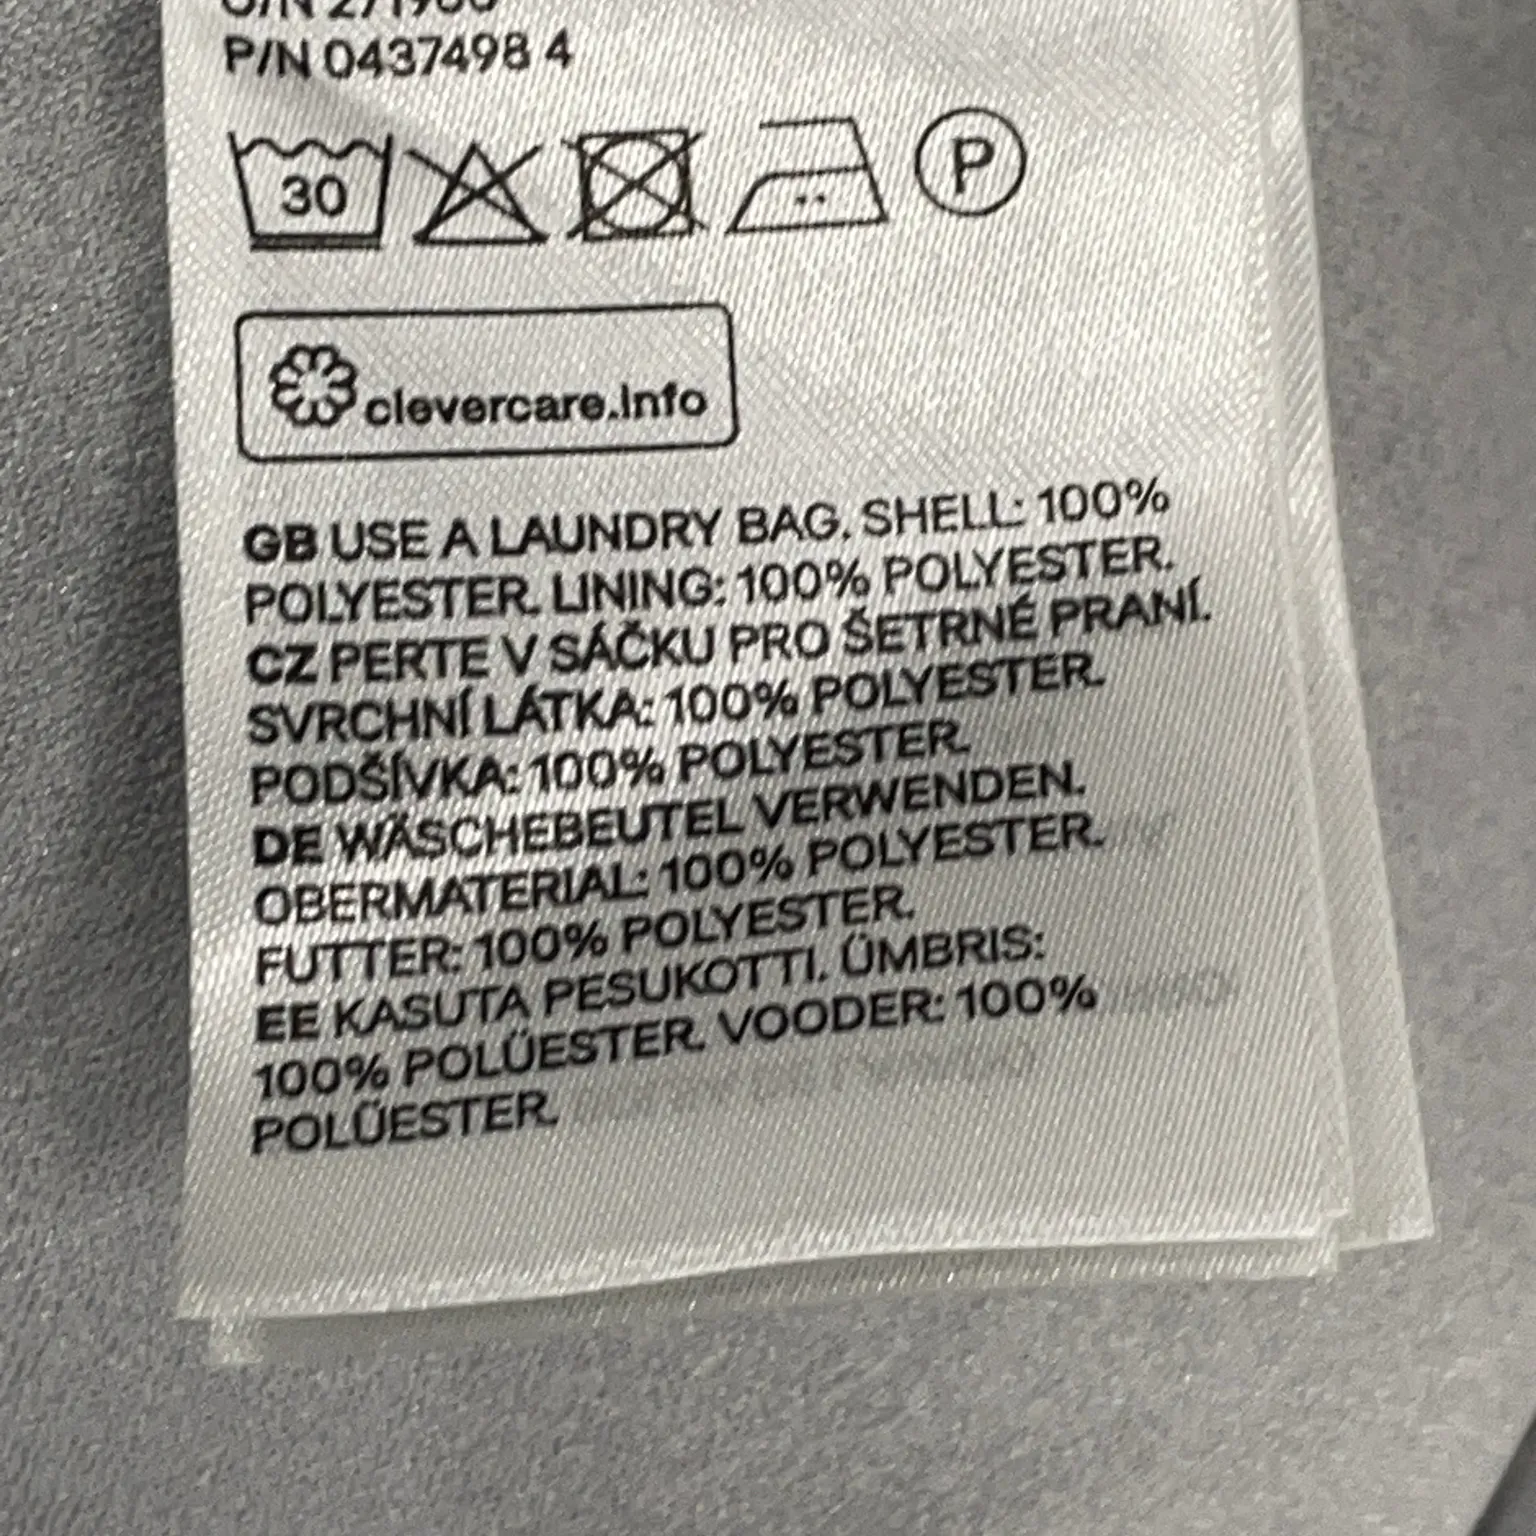 P/N 0437498 4
30
P
clevercare.info
GB USE A LAUNDRY BAG. SHELL: 100%
POLYESTER. LINING: 100% POLYESTER.
CZ PERTE V SÁČKU PRO ŠETRNÉ PRANÍ.
SVRCHNÍ LÁTKA: 100% POLYESTER.
PODŠÍVKA: 100% POLYESTER.
DE WÄSCHEBEUTEL VERWENDEN.
OBERMATERIAL: 100% POLYESTER.
FUTTER: 100% POLYESTER.
EE KASUTA PESUKOTTI. ÜMBRIS:
100% POLÜESTER. VOODER: 100%
POLÜESTER.